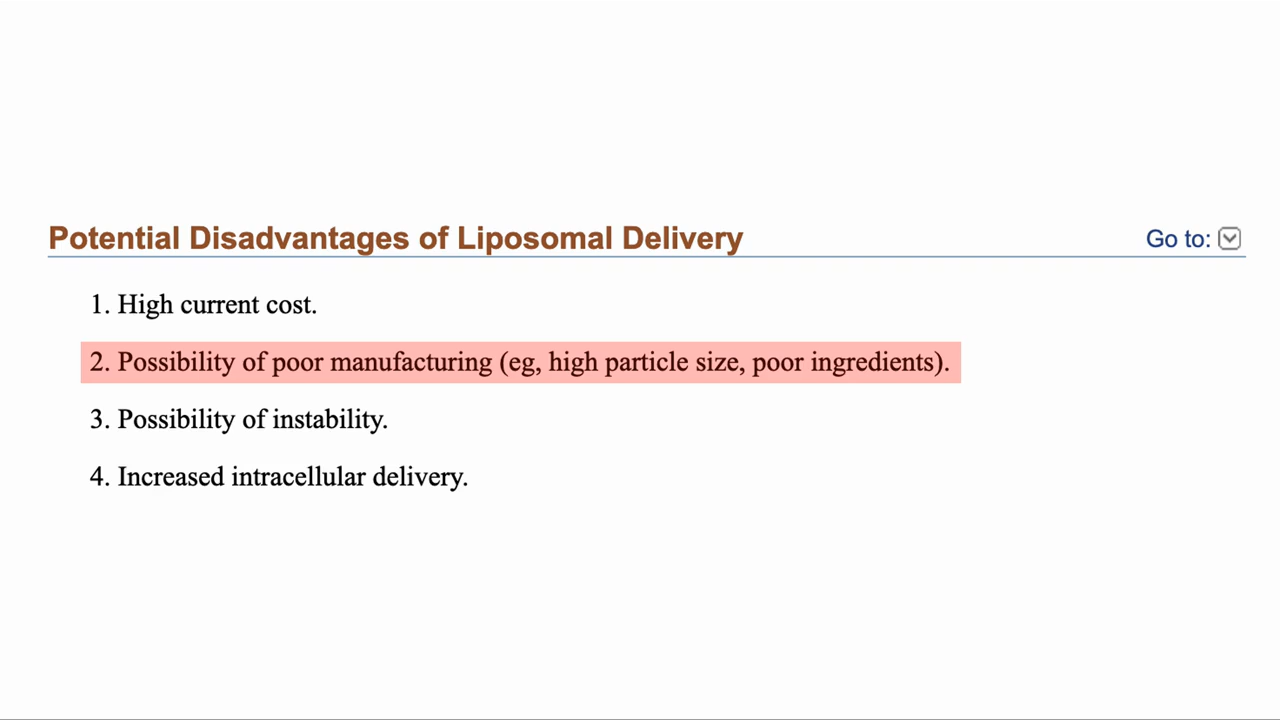 Potential Disadvantages of Liposomal Delivery
Go to:
1. High current cost.
2. Possibility of poor manufacturing (eg, high particle size, poor ingredients).
3. Possibility of instability.
4. Increased intracellular delivery.